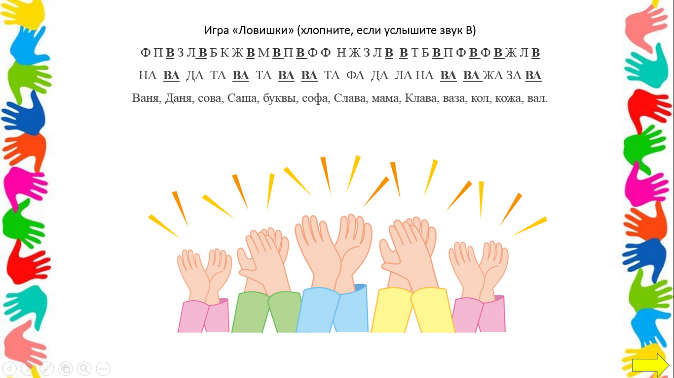 Игра «Ловишки» (хлопните, если услышите звук В)
Ф П В З Л В Б К Ж В М В П В Ф Ф Н Ж З Л В В Т Б В П Ф В Ф В Ж Л В
НА ВА ДА ТА ВА ТА ВА ВА ТА ФА ДА ЛА НА ВА ВА ЖА ЗА ВА
Ваня, Даня, сова, Саша, буквы, софа, Слава, мама, Клава, ваза, кол, кожа, вал.